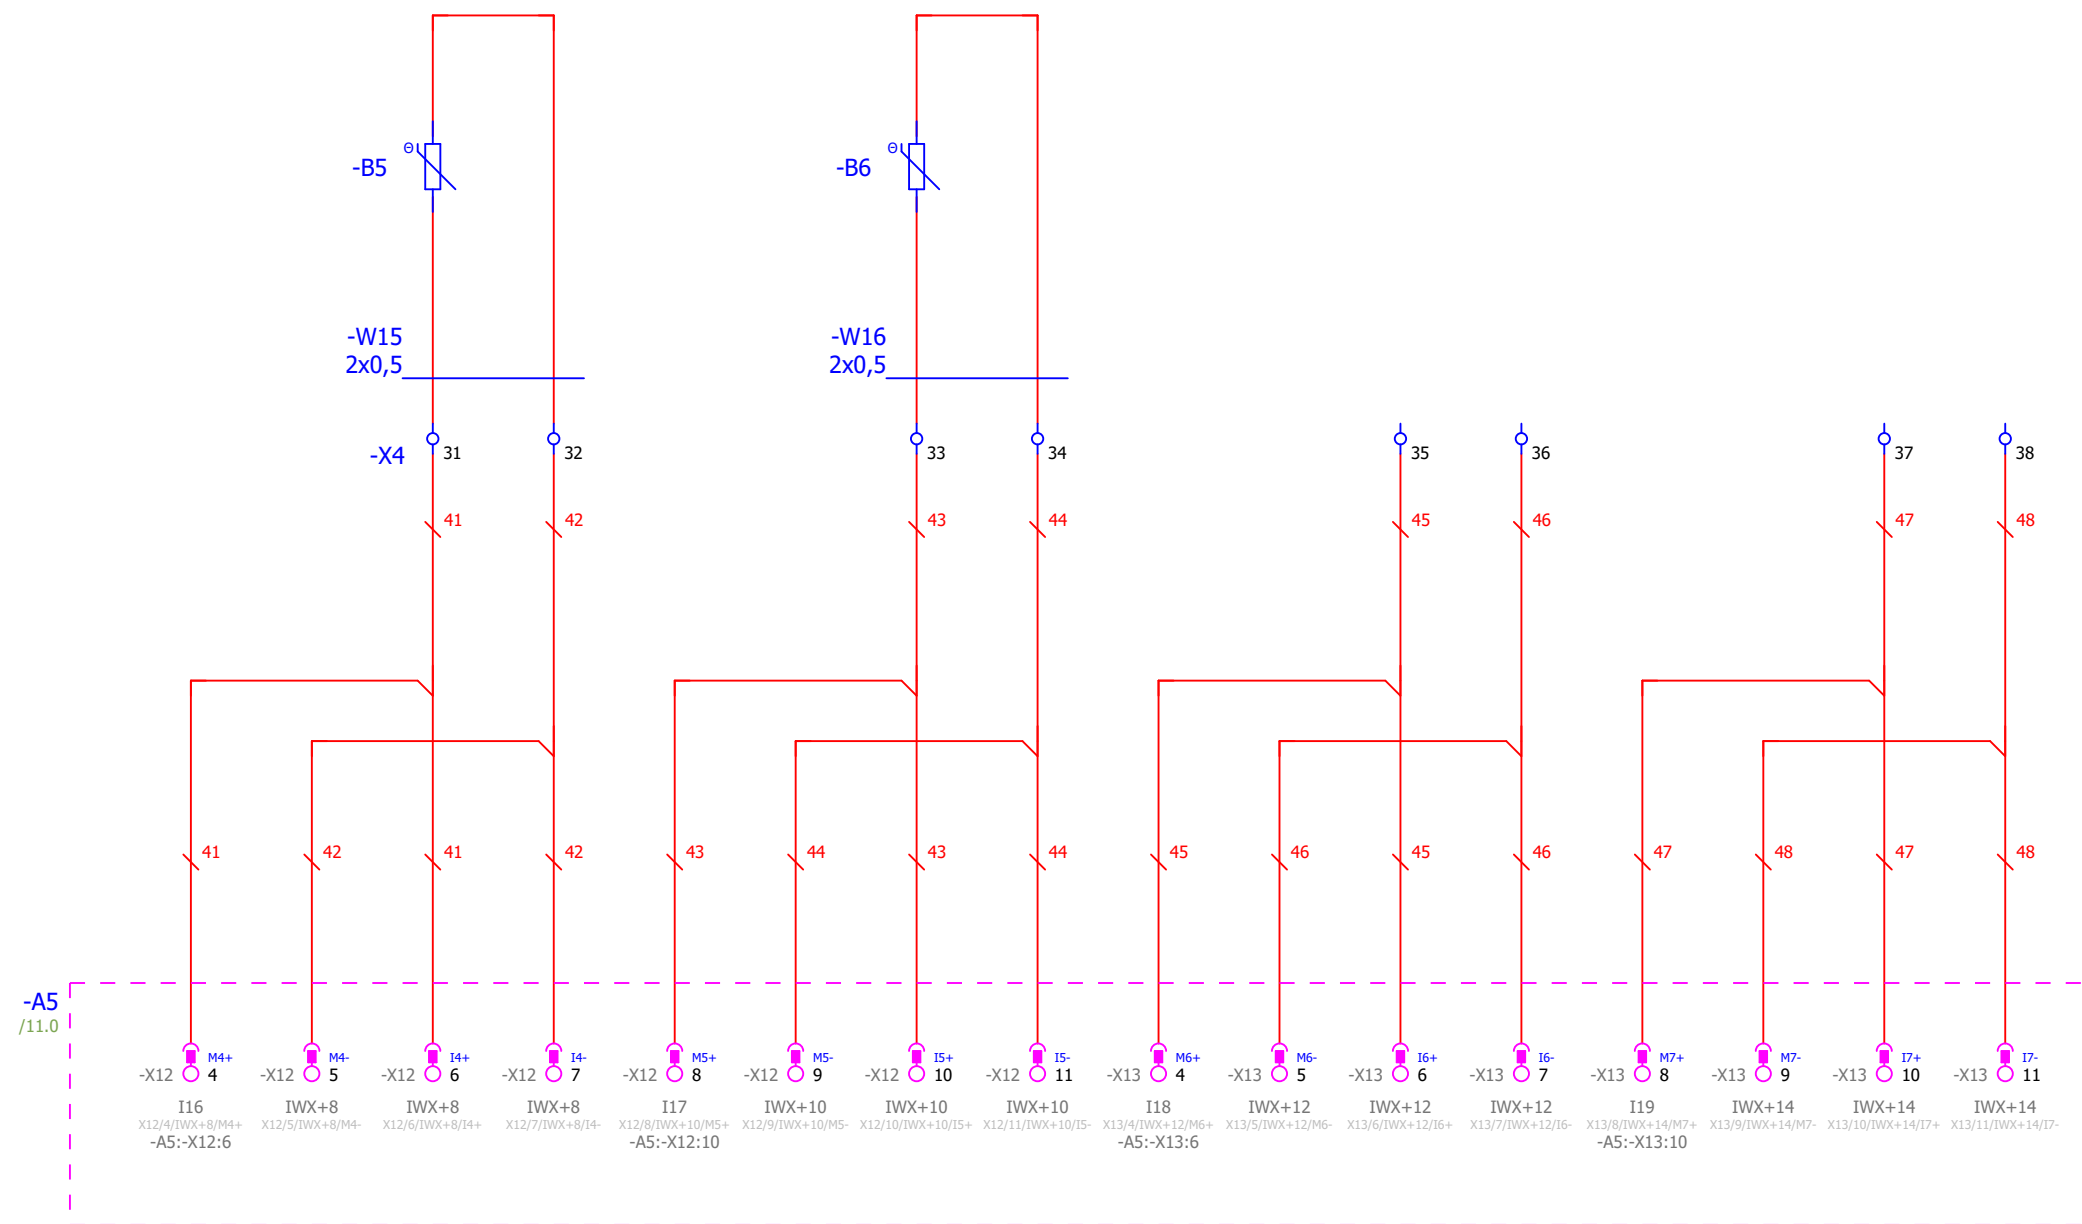 Θ
-B5
Θ
-B6
-W15
2x0,5
-W16
2x0,5
-X4
31
32
33
34
35
36
37
38
41
42
43
44
45
46
47
48
41
42
41
42
43
44
43
44
45
46
45
46
47
48
47
48
-A5
/11.0
M4+
M4-
I4+
I4-
M5+
M5-
I5+
I5-
M6+
M6-
I6+
I6-
M7+
M7-
I7+
I7-
-X12 4
-X12 5
-X12 6
-X12 7
-X12 8
-X12 9
-X12 10
-X12 11
-X13 4
-X13 5
-X13 6
-X13 7
-X13 8
-X13 9
-X13 10
-X13 11
I16
IWX+8
IWX+8
IWX+8
I17
IWX+10
IWX+10
IWX+10
I18
IWX+12
IWX+12
IWX+12
I19
IWX+14
IWX+14
IWX+14
X12/4/IWX+8/M4+
X12/5/IWX+8/M4-
X12/6/IWX+8/I4+
X12/7/IWX+8/I4-
X12/8/IWX+10/M5+
X12/9/IWX+10/M5-
X12/10/IWX+10/I5+
X12/11/IWX+10/I5-
X13/4/IWX+12/M6+
X13/5/IWX+12/M6-
X13/6/IWX+12/I6+
X13/7/IWX+12/I6-
X13/8/IWX+14/M7+
X13/9/IWX+14/M7-
X13/10/IWX+14/I7+
X13/11/IWX+14/I7-
-A5:-X12:6
-A5:-X12:10
-A5:-X13:6
-A5:-X13:10